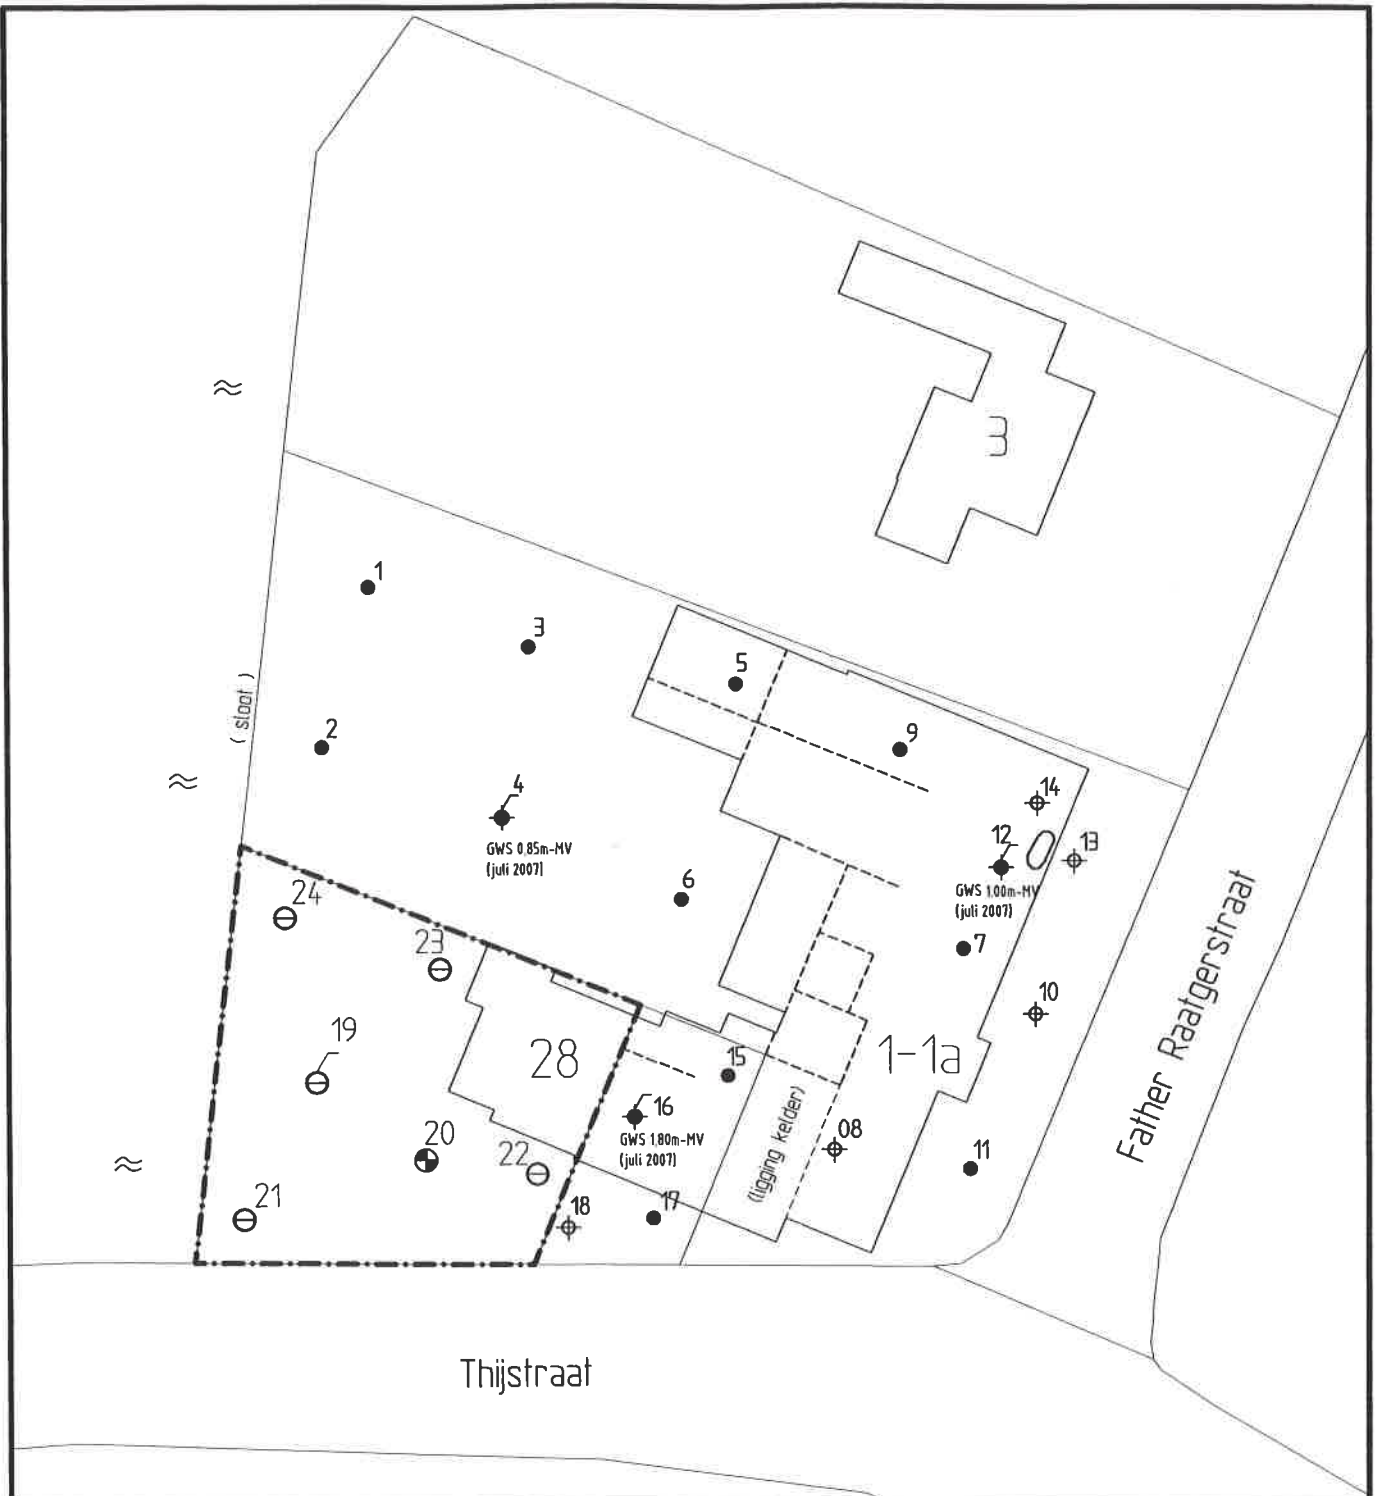 3
1
3
5
( sloot )
2
9
4
GWS 0,85m-MV
(juli 2007)
14
12
13
GWS 1.00m-MV
(juli 2007)
6
7
24
23
10
19
28
15
1-1a
16
GWS 1,80m-MV
(juli 2007)
(ligging kelder)
08
20
22
11
21
18
17
Father Raatgerstraat
Thijstraat